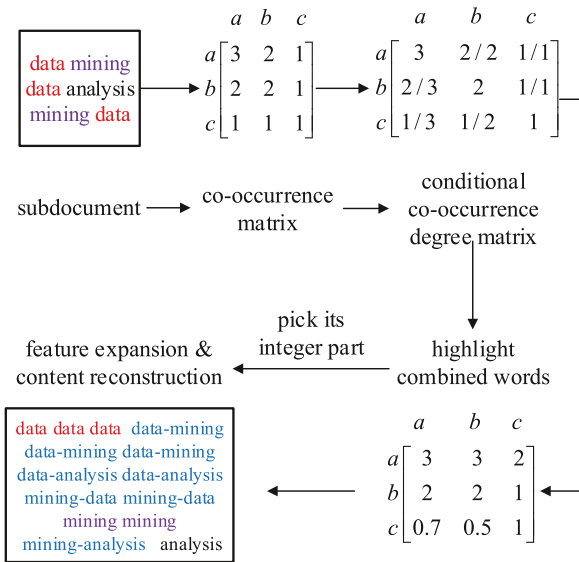 a b c
data mining
data analysis
mining data
a 3 2 1
b 2 2 1
c 1 1 1
a b c
a 3 2/2 1/1
b 2/3 2 1/1
c 1/3 1/2 1
subdocument
co-occurrence
matrix
conditional
co-occurrence
degree matrix
pick its
integer part
feature expansion &
content reconstruction
highlight
combined words
data data data data-mining
data-mining data-mining
data-analysis data-analysis
mining-data mining-data
mining mining
mining-analysis analysis
a b c
a 3 3 2
b 2 2 1
c 0.7 0.5 1